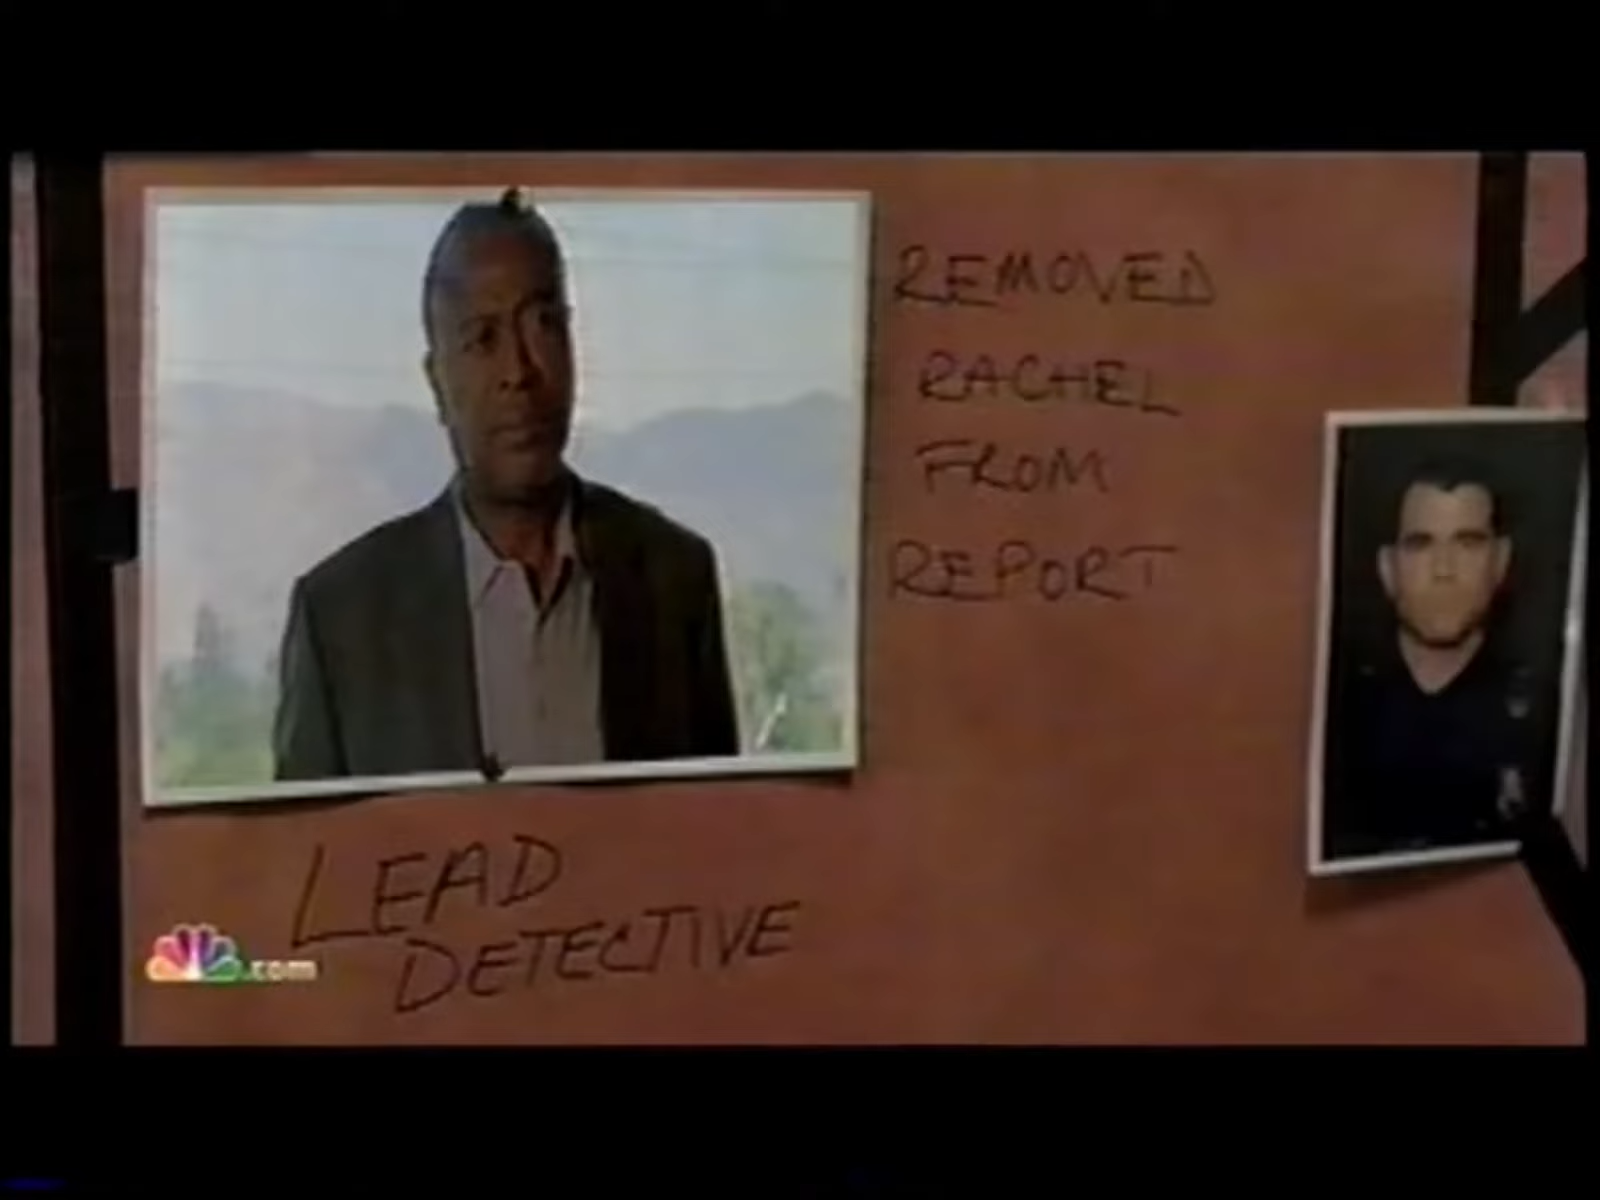 REMOVED
RACHEL
FROM
REPORT
LEAD
DETECTIVE
.com